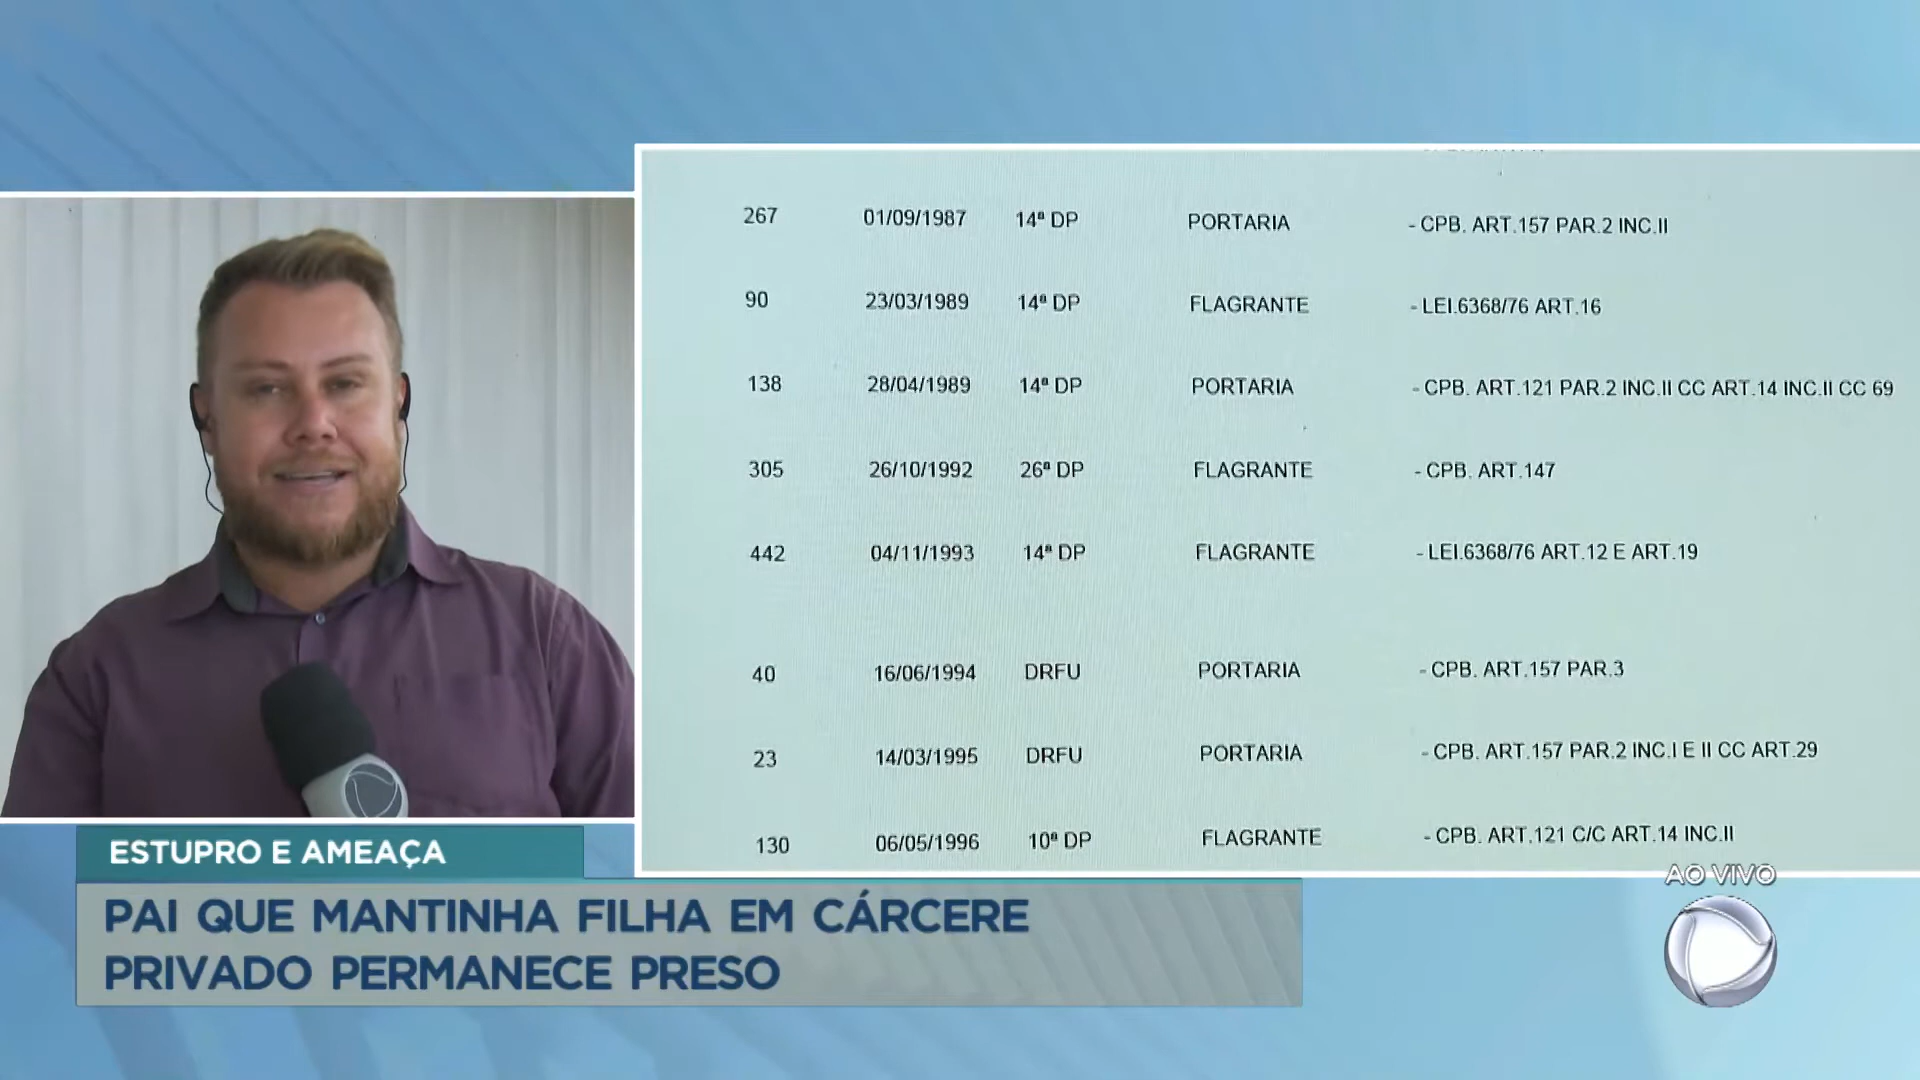 267 01/09/1987 14ª DP PORTARIA - CPB. ART.157 PAR.2 INC.II
90 23/03/1989 14ª DP FLAGRANTE - LEI.6368/76 ART.16
138 28/04/1989 14ª DP PORTARIA - CPB. ART.121 PAR.2 INC.II CC ART.14 INC.II CC 69
305 26/10/1992 26ª DP FLAGRANTE - CPB. ART.147
442 04/11/1993 14ª DP FLAGRANTE - LEI.6368/76 ART.12 E ART.19
40 16/06/1994 DRFU PORTARIA - CPB. ART.157 PAR.3
23 14/03/1995 DRFU PORTARIA - CPB. ART.157 PAR.2 INC.I E II CC ART.29
130 06/05/1996 10ª DP FLAGRANTE - CPB. ART.121 C/C ART.14 INC.II
ESTUPRO E AMEAÇA
PAI QUE MANTINHA FILHA EM CÁRCERE
PRIVADO PERMANECE PRESO
AO VIVO